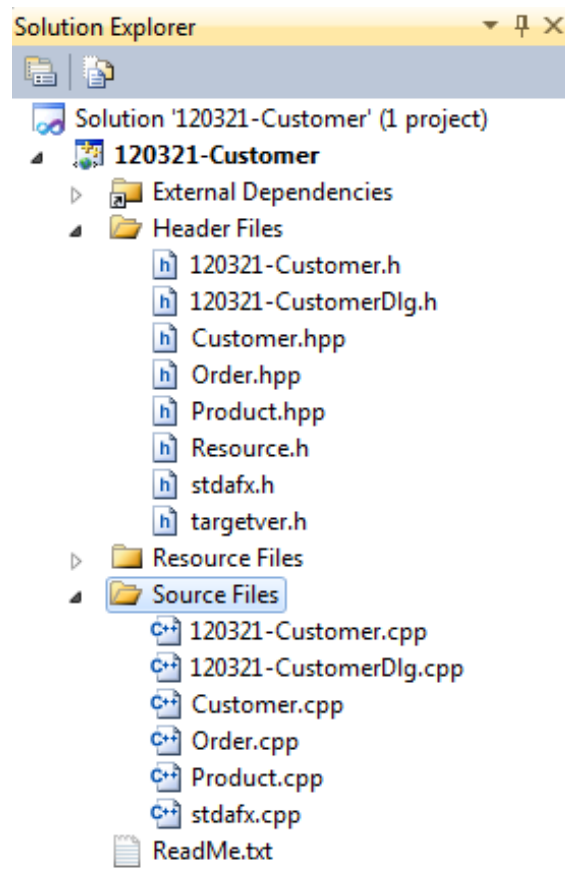 Solution Explorer
Solution '120321-Customer' (1 project)
120321-Customer
External Dependencies
Header Files
120321-Customer.h
120321-CustomerDlg.h
Customer.hpp
Order.hpp
Product.hpp
Resource.h
stdafx.h
targetver.h
Resource Files
Source Files
120321-Customer.cpp
120321-CustomerDlg.cpp
Customer.cpp
Order.cpp
Product.cpp
stdafx.cpp
ReadMe.txt